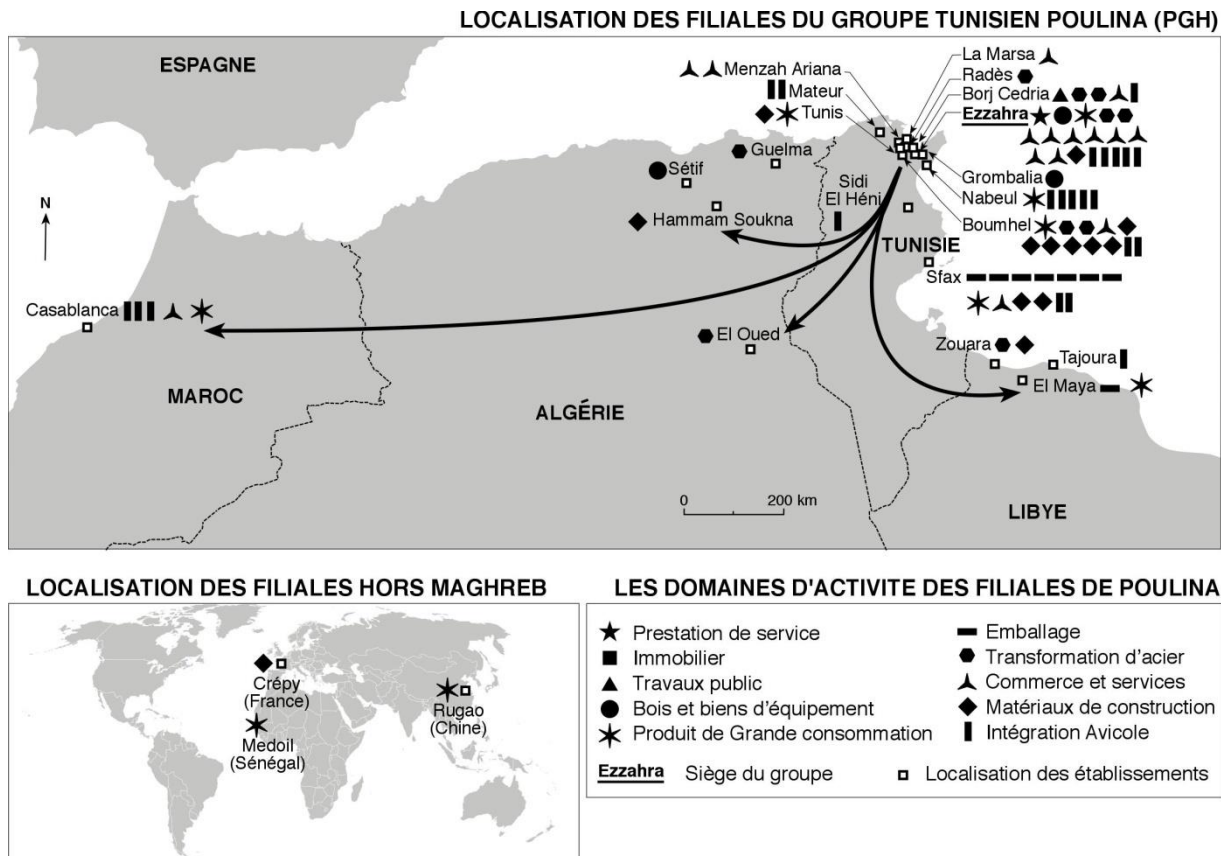 LOCALISATION DES FILIALES DU GROUPE TUNISIEN POULINA (PGH)
ESPAGNE
La Marsa
Menzah Ariana
Radès
Mateur
Borj Cedria
Tunis
Ezzahra
Guelma
Sétif
Sidi
El Héni
Grombalia
Nabeul
N
Hammam Soukna
Boumhel
TUNISIE
Sfax
Casablanca
El Oued
Zouara
Tajoura
El Maya
MAROC
ALGÉRIE
0 200 km
LIBYE
LOCALISATION DES FILIALES HORS MAGHREB
Crépy
(France)
Rugao
(Chine)
Medoil
(Sénégal)
LES DOMAINES D'ACTIVITE DES FILIALES DE POULINA
Prestation de service
Immobilier
Travaux public
Bois et biens d'équipement
Produit de Grande consommation
Emballage
Transformation d'acier
Commerce et services
Matériaux de construction
Intégration Avicole
Ezzahra Siège du groupe
Localisation des établissements